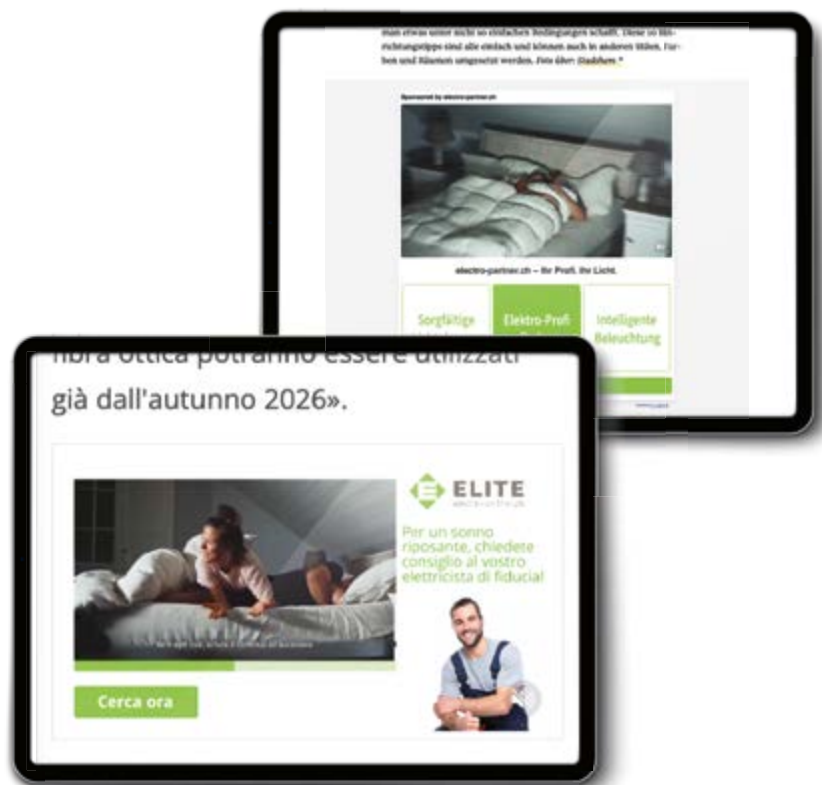 man etwas unter nicht so einfachen Bedingungen schafft. Diese 10 Ein-
richtungstipps sind alle einfach und können auch in anderen Stilen, Far-
ben und Räumen umgesetzt werden. Foto über:
Sponsored by electro-partner.ch
electro-partner.ch – Ihr Profi. Ihr Licht.
Sorgfältige
Elektro-Profi
Intelligente
Beleuchtung
fibra ottica potranno essere utilizzati
già dall'autunno 2026».
ELITE
Per un sonno
riposante, chiedete
consiglio al vostro
elettricista di fiducia!
Cerca ora